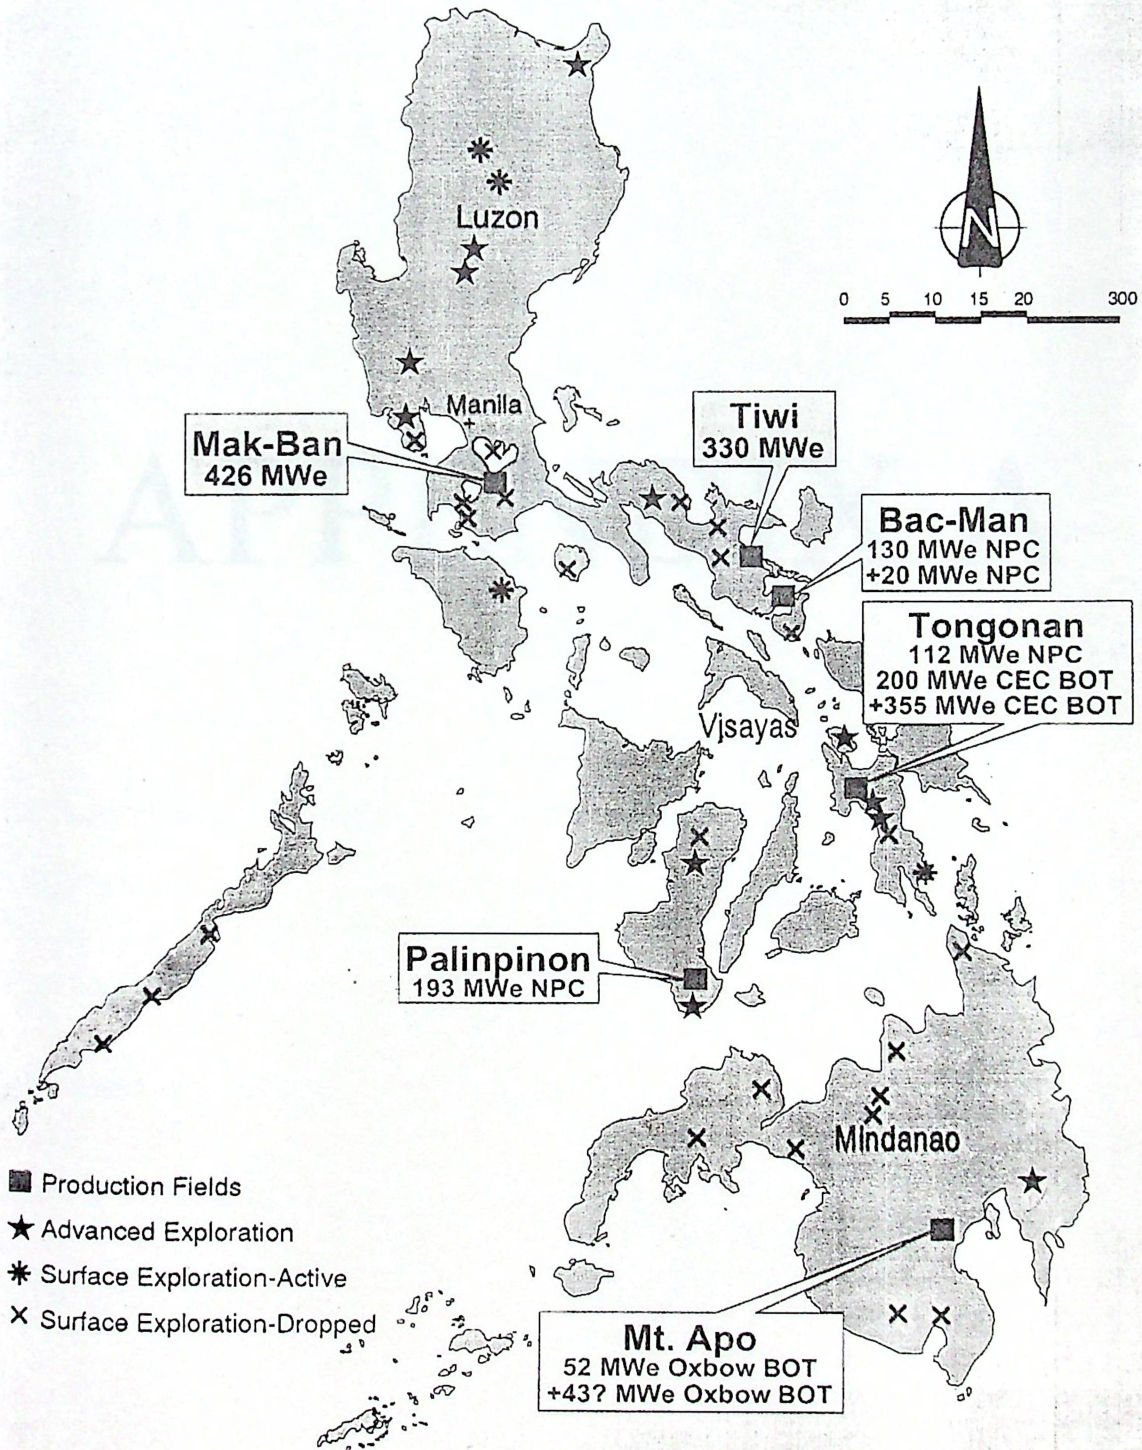 Luzon
N
0 5 10 15 20 300
Manila
Mak-Ban
426 MWe
Tiwi
330 MWe
Bac-Man
130 MWe NPC
+20 MWe NPC
Tongonan
112 MWe NPC
200 MWe CEC BOT
+355 MWe CEC BOT
Visayas
Palinpinon
193 MWe NPC
Mindanao
Production Fields
Advanced Exploration
Surface Exploration-Active
Surface Exploration-Dropped
Mt. Apo
52 MWe Oxbow BOT
+43? MWe Oxbow BOT